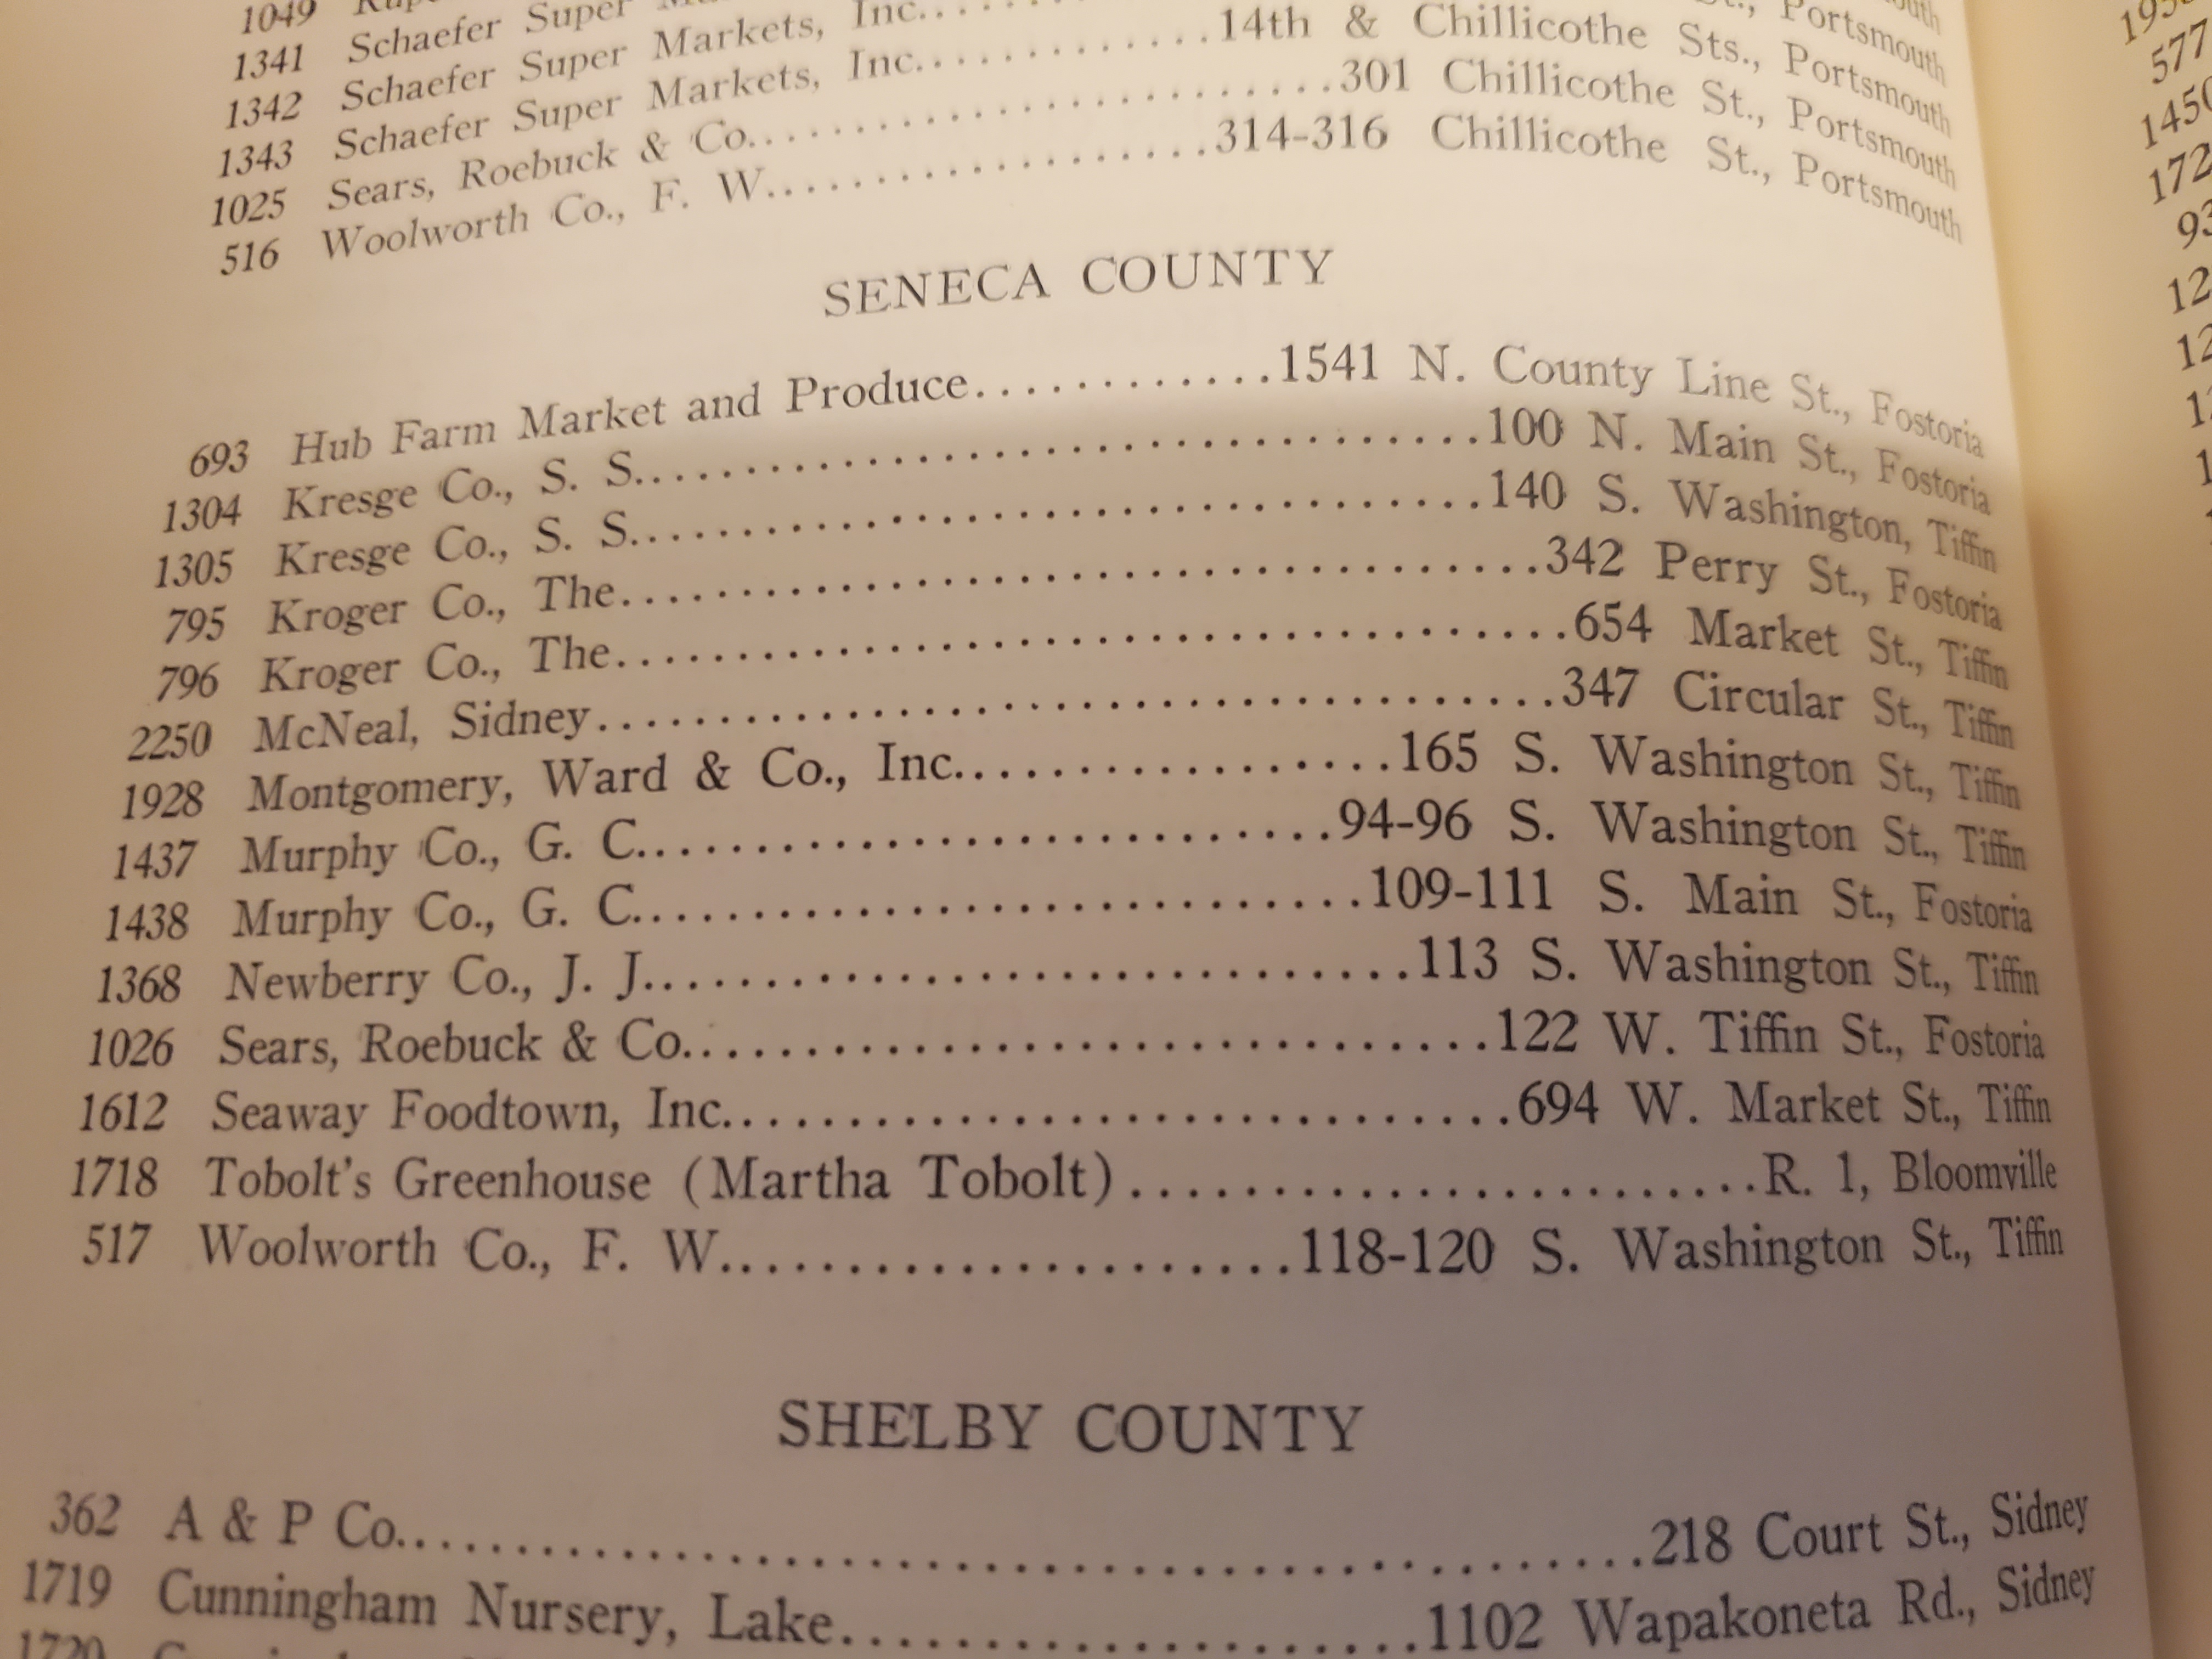 1049
1341 Schaefer Super
1342 Schaefer Super Markets, Inc.....
1343 Schaefer Super Markets, Inc............14th & Chillicothe Sts., Portsmouth
1025 Sears, Roebuck & Co......................301 Chillicothe St., Portsmouth
516 Woolworth Co., F. W.................314-316 Chillicothe St., Portsmouth
SENECA COUNTY
693 Hub Farm Market and Produce............1541 N. County Line St., Fostoria
1304 Kresge Co., S. S...............................100 N. Main St., Fostoria
1305 Kresge Co., S. S...............................140 S. Washington, Tiffin
795 Kroger Co., The..................................342 Perry St., Fostoria
796 Kroger Co., The...................................654 Market St., Tiffin
2250 McNeal, Sidney...................................347 Circular St., Tiffin
1928 Montgomery, Ward & Co., Inc.................165 S. Washington St., Tiffin
1437 Murphy Co., G. C..........................94-96 S. Washington St., Tiffin
1438 Murphy Co., G. C...........................109-111 S. Main St., Fostoria
1368 Newberry Co., J. J............................113 S. Washington St., Tiffin
1026 Sears, Roebuck & Co.............................122 W. Tiffin St., Fostoria
1612 Seaway Foodtown, Inc............................694 W. Market St., Tiffin
1718 Tobolt's Greenhouse (Martha Tobolt)......................R. 1, Bloomville
517 Woolworth Co., F. W.....................118-120 S. Washington St., Tiffin
SHELBY COUNTY
362 A & P Co.............................................218 Court St., Sidney
1719 Cunningham Nursery, Lake.....................1102 Wapakoneta Rd., Sidney
1720
577
172